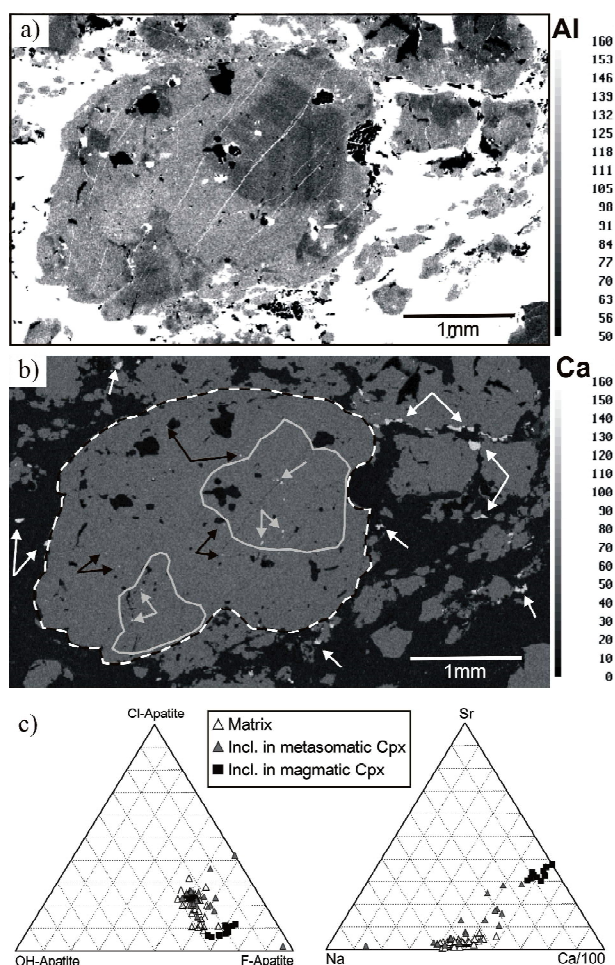 a)
Al
160
153
146
139
132
125
118
111
105
98
91
84
77
70
63
56
50
1mm
b)
Ca
160
150
140
130
120
110
100
90
80
70
60
50
40
30
20
10
0
1mm
c)
Cl-Apatite
OH-Apatite
F-Apatite
Matrix
Incl. in metasomatic Cpx
Incl. in magmatic Cpx
Sr
Na
Ca/100